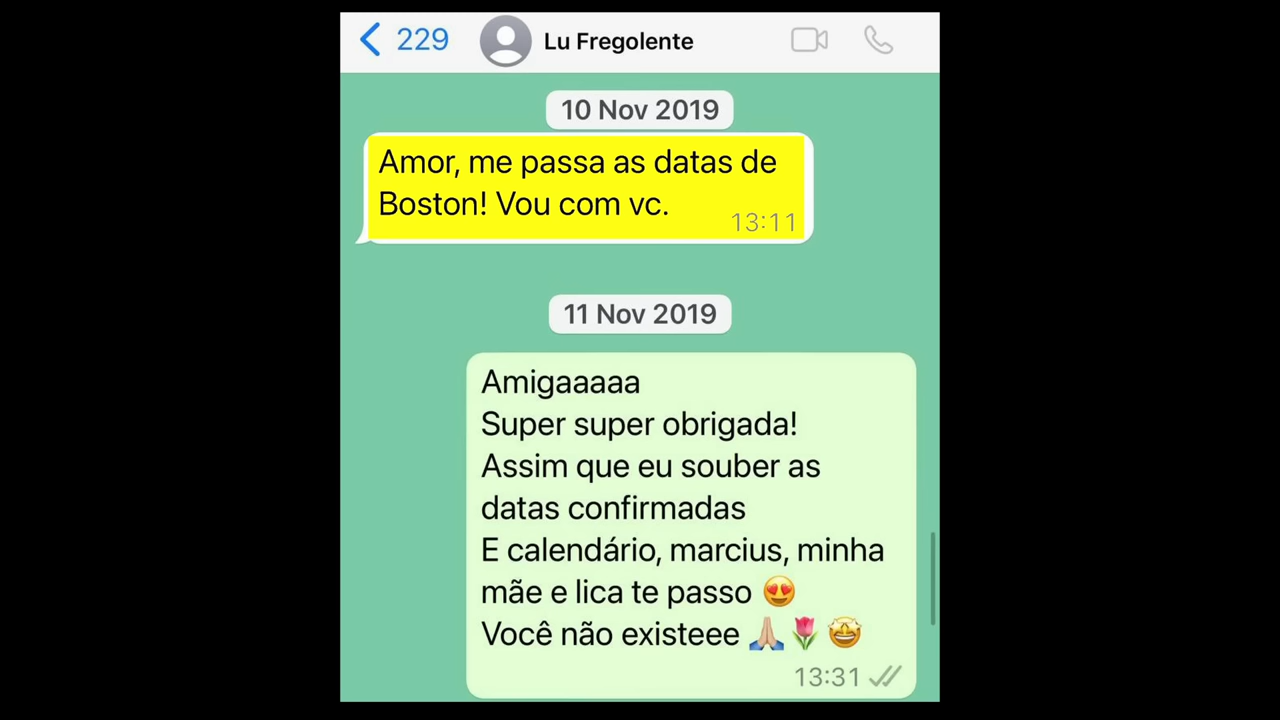 229
Lu Fregolente
10 Nov 2019
Amor, me passa as datas de
Boston! Vou com vc.
13:11
11 Nov 2019
Amigaaaaa
Super super obrigada!
Assim que eu souber as
datas confirmadas
E calendário, marcius, minha
mãe e lica te passo 😍
Você não existeee 🙏🏼🌷🤩
13:31